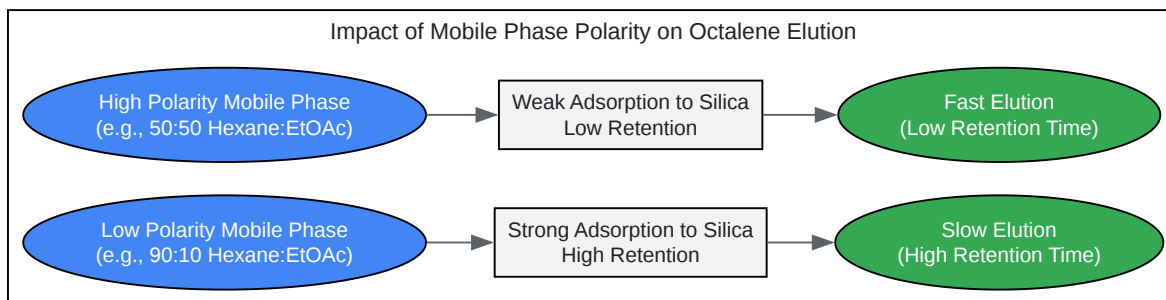 Impact of Mobile Phase Polarity on Octalene Elution
High Polarity Mobile Phase
(e.g., 50:50 Hexane:EtOAc)
Weak Adsorption to Silica
Low Retention
Fast Elution
(Low Retention Time)
Low Polarity Mobile Phase
(e.g., 90:10 Hexane:EtOAc)
Strong Adsorption to Silica
High Retention
Slow Elution
(High Retention Time)